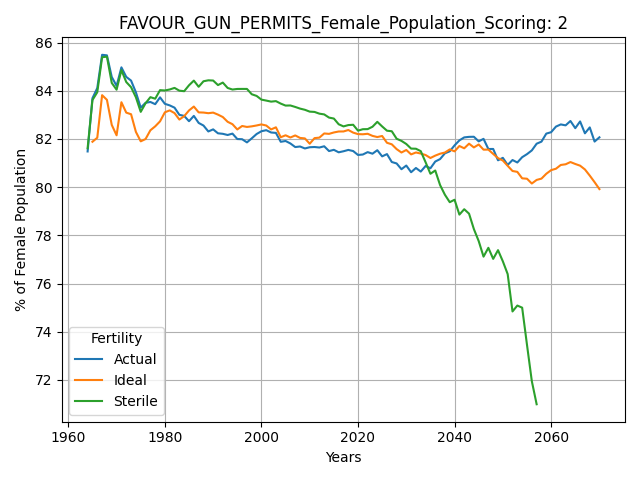 FAVOUR_GUN_PERMITS_Female_Population_Scoring: 2
86
84
82
80
78
76
74
72
% of Female Population
Fertility
Actual
Ideal
Sterile
1960
1980
2000
2020
2040
2060
Years